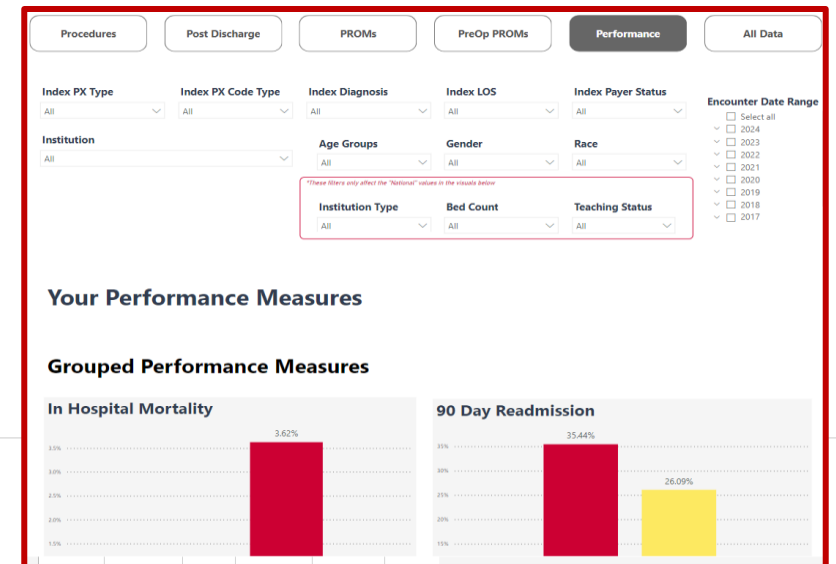 Procedures Post Discharge PROMs PreOp PROMs Performance All Data
Index PX Type Index PX Code Type Index Diagnosis Index LOS Index Payer Status
All All All All All
Encounter Date Range
Select all
2024
2023
2022
2021
2020
2019
2018
2017
Institution Age Groups Gender Race
All All All All
*These filters only affect the "National" values in the visuals below
Institution Type Bed Count Teaching Status
All All All
Your Performance Measures
Grouped Performance Measures
In Hospital Mortality
3.62%
3.5%
3.0%
2.5%
2.0%
1.5%
90 Day Readmission
35.44%
35%
30%
26.09%
25%
20%
15%